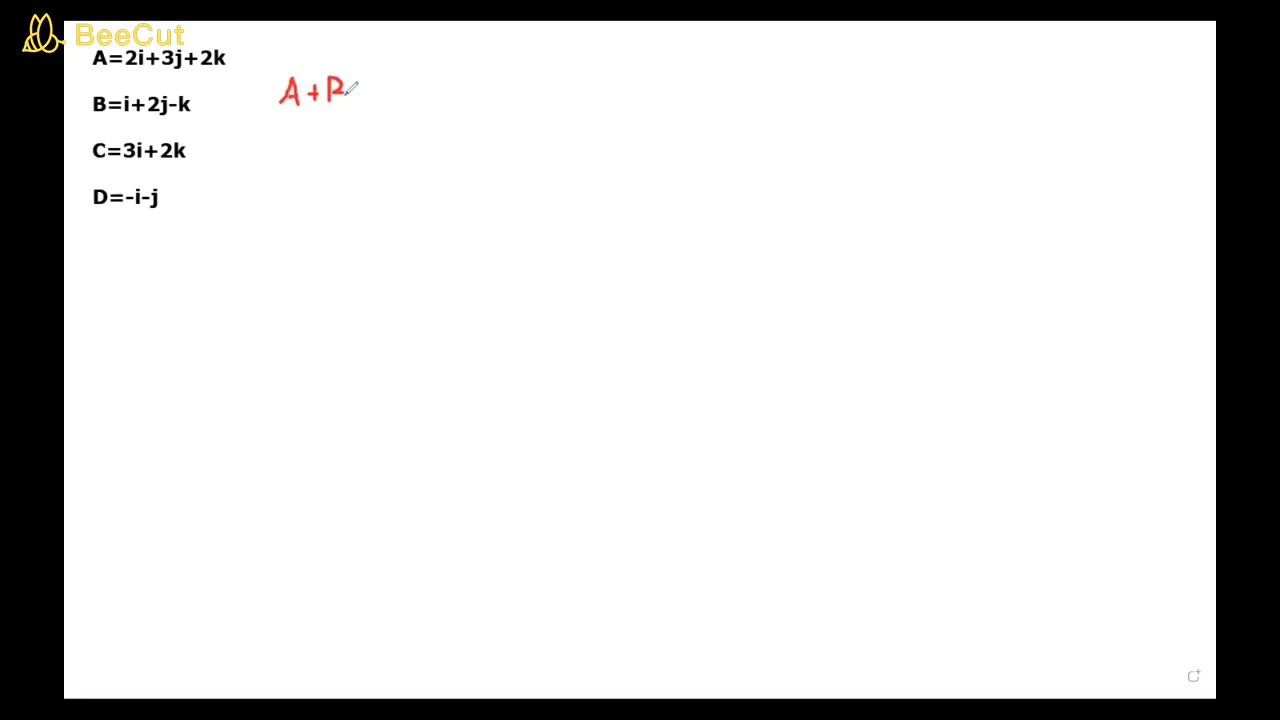 BeeCut
A=2i+3j+2k
A+B
B=i+2j-k
C=3i+2k
D=-i-j